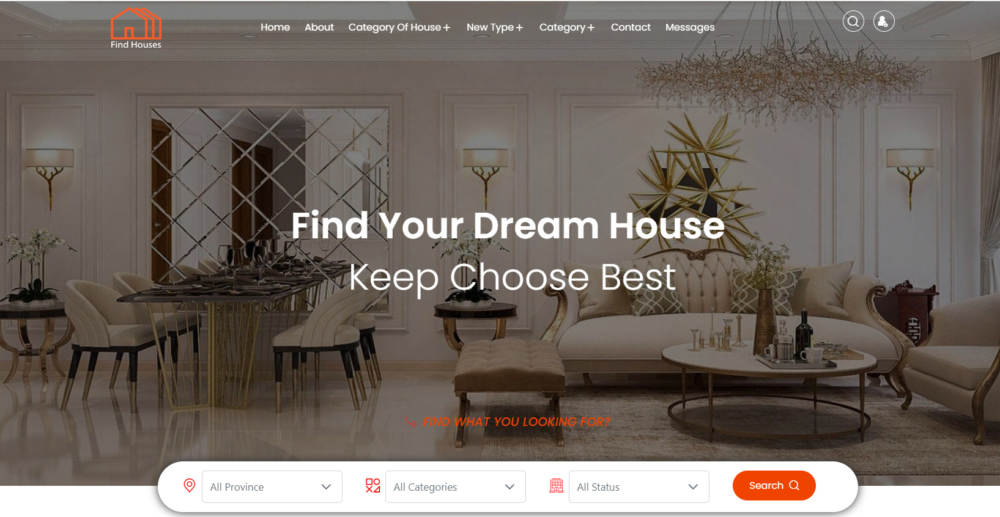 Find Houses
Home About Category Of House + New Type + Category + Contact Messages
Find Your Dream House
Keep Choose Best
FIND WHAT YOU LOOKING FOR?
All Province All Categories All Status Search